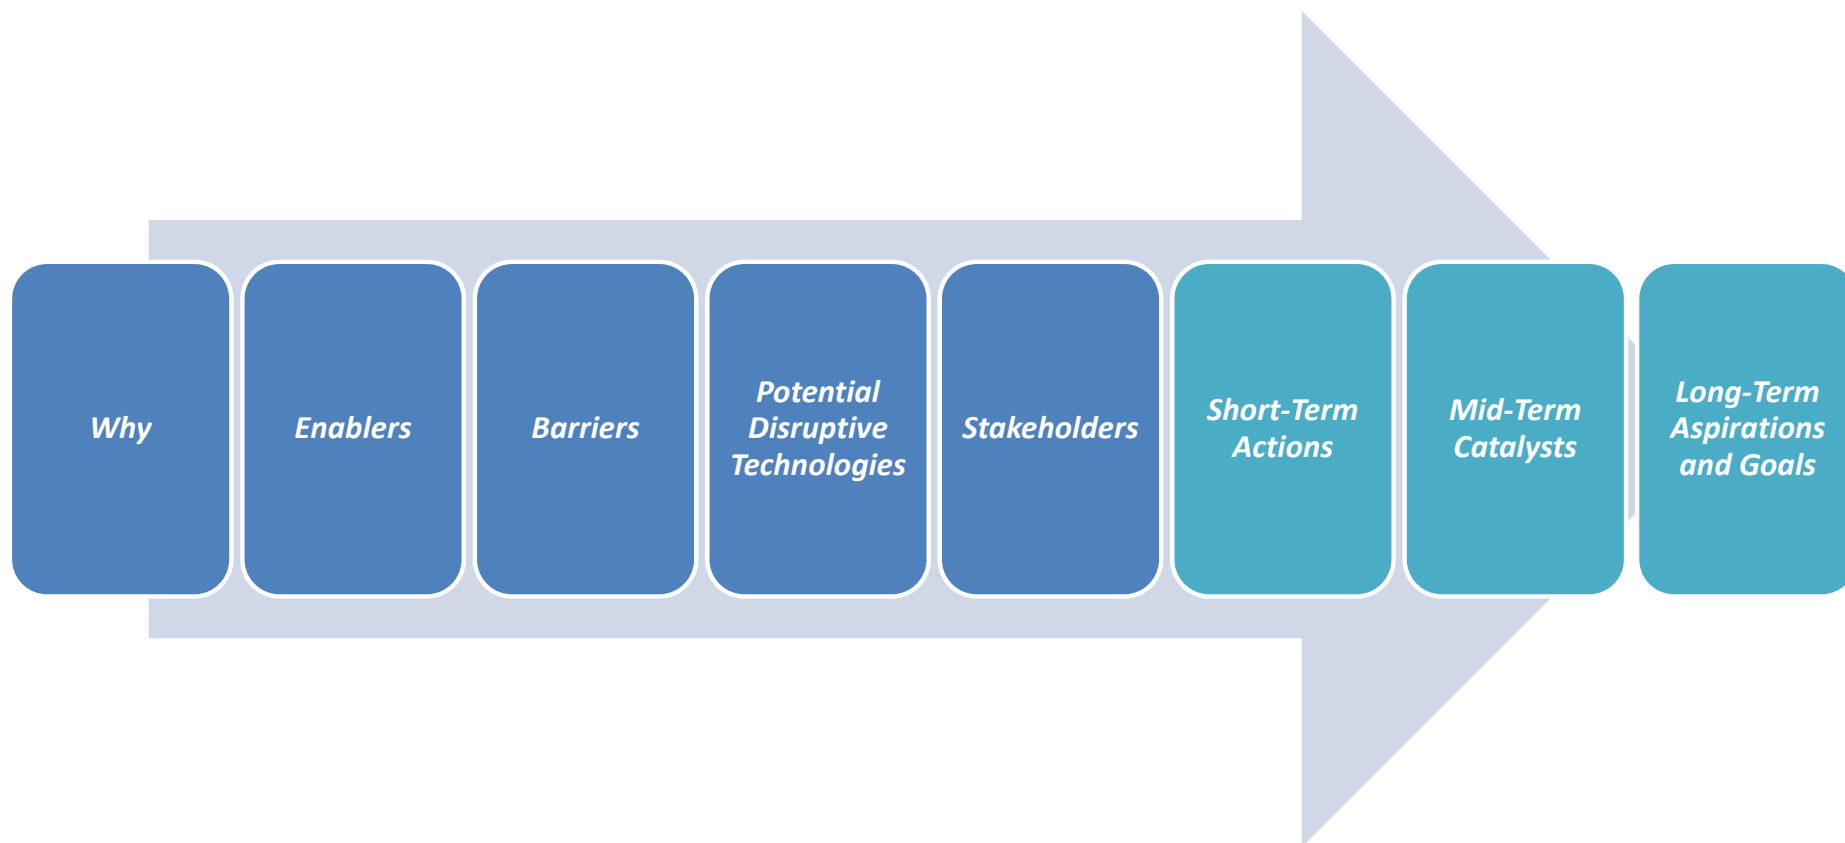 Why
Enablers
Barriers
Potential
Disruptive
Technologies
Stakeholders
Short-Term
Actions
Mid-Term
Catalysts
Long-Term
Aspirations
and Goals